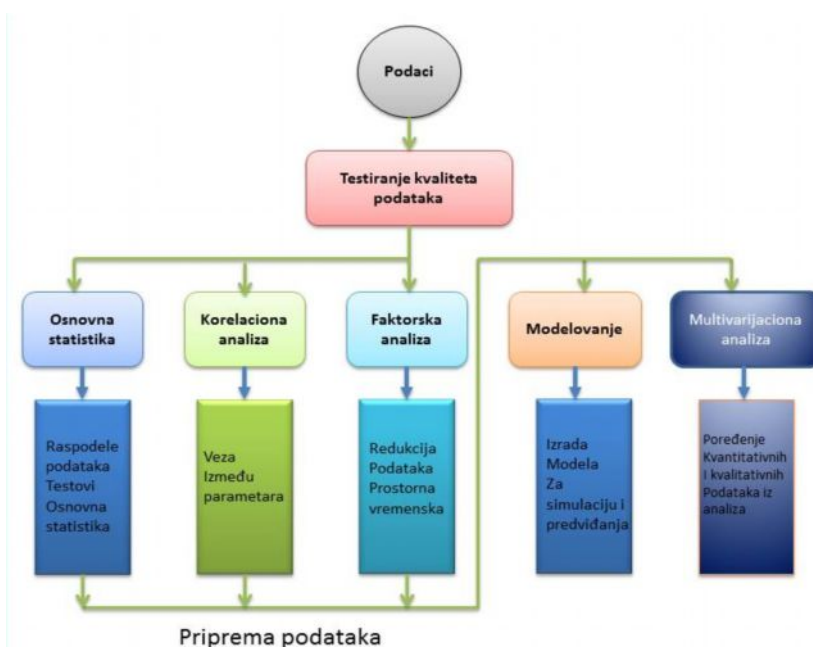 Podaci
Testiranje kvaliteta
podataka
Osnovna
statistika
Korelaciona
analiza
Faktorska
analiza
Modelovanje
Multivarijaciona
analiza
Raspodele
podataka
Testovi
Osnovna
statistika
Veza
Između
parametara
Redukcija
Podataka
Prostorna
vremenska
Izrada
Modela
Za
simulaciju i
predviđanja
Poređenje
Kvantitativnih
I kvalitativnih
Podataka iz
analiza
Priprema podataka